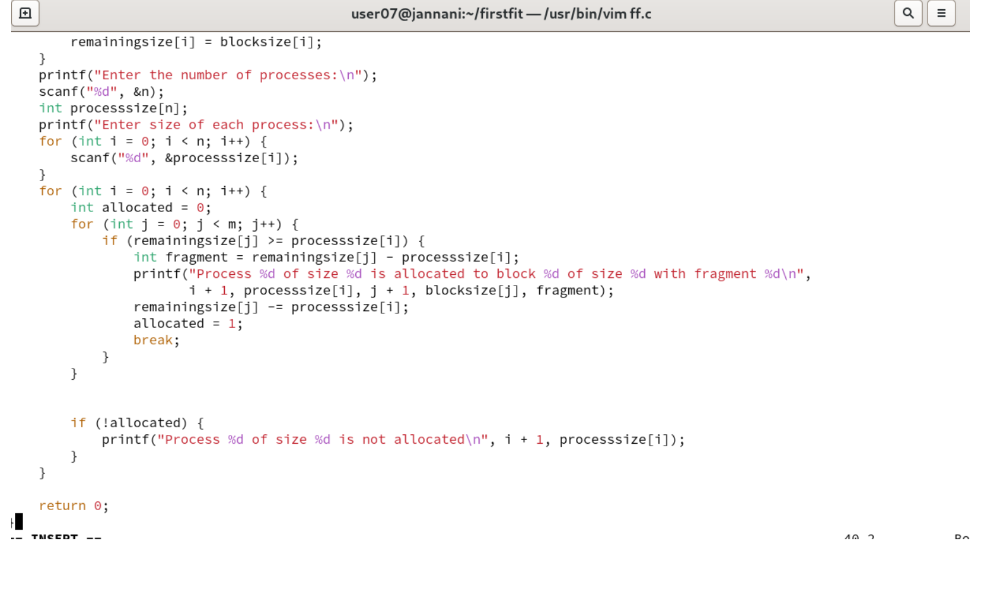 user07@jannani:~/firstfit — /usr/bin/vim ff.c
        remainingsize[i] = blocksize[i];
    }
    printf("Enter the number of processes:\n");
    scanf("%d", &n);
    int processsize[n];
    printf("Enter size of each process:\n");
    for (int i = 0; i < n; i++) {
        scanf("%d", &processsize[i]);
    }
    for (int i = 0; i < n; i++) {
        int allocated = 0;
        for (int j = 0; j < m; j++) {
            if (remainingsize[j] >= processsize[i]) {
                int fragment = remainingsize[j] - processsize[i];
                printf("Process %d of size %d is allocated to block %d of size %d with fragment %d\n",
                       i + 1, processsize[i], j + 1, blocksize[j], fragment);
                remainingsize[j] -= processsize[i];
                allocated = 1;
                break;
            }
        }


        if (!allocated) {
            printf("Process %d of size %d is not allocated\n", i + 1, processsize[i]);
        }
    }

    return 0;
}
-- INSERT -- 40,2 Bo